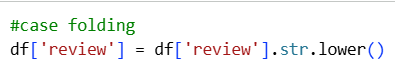 #case folding
df['review'] = df['review'].str.lower()